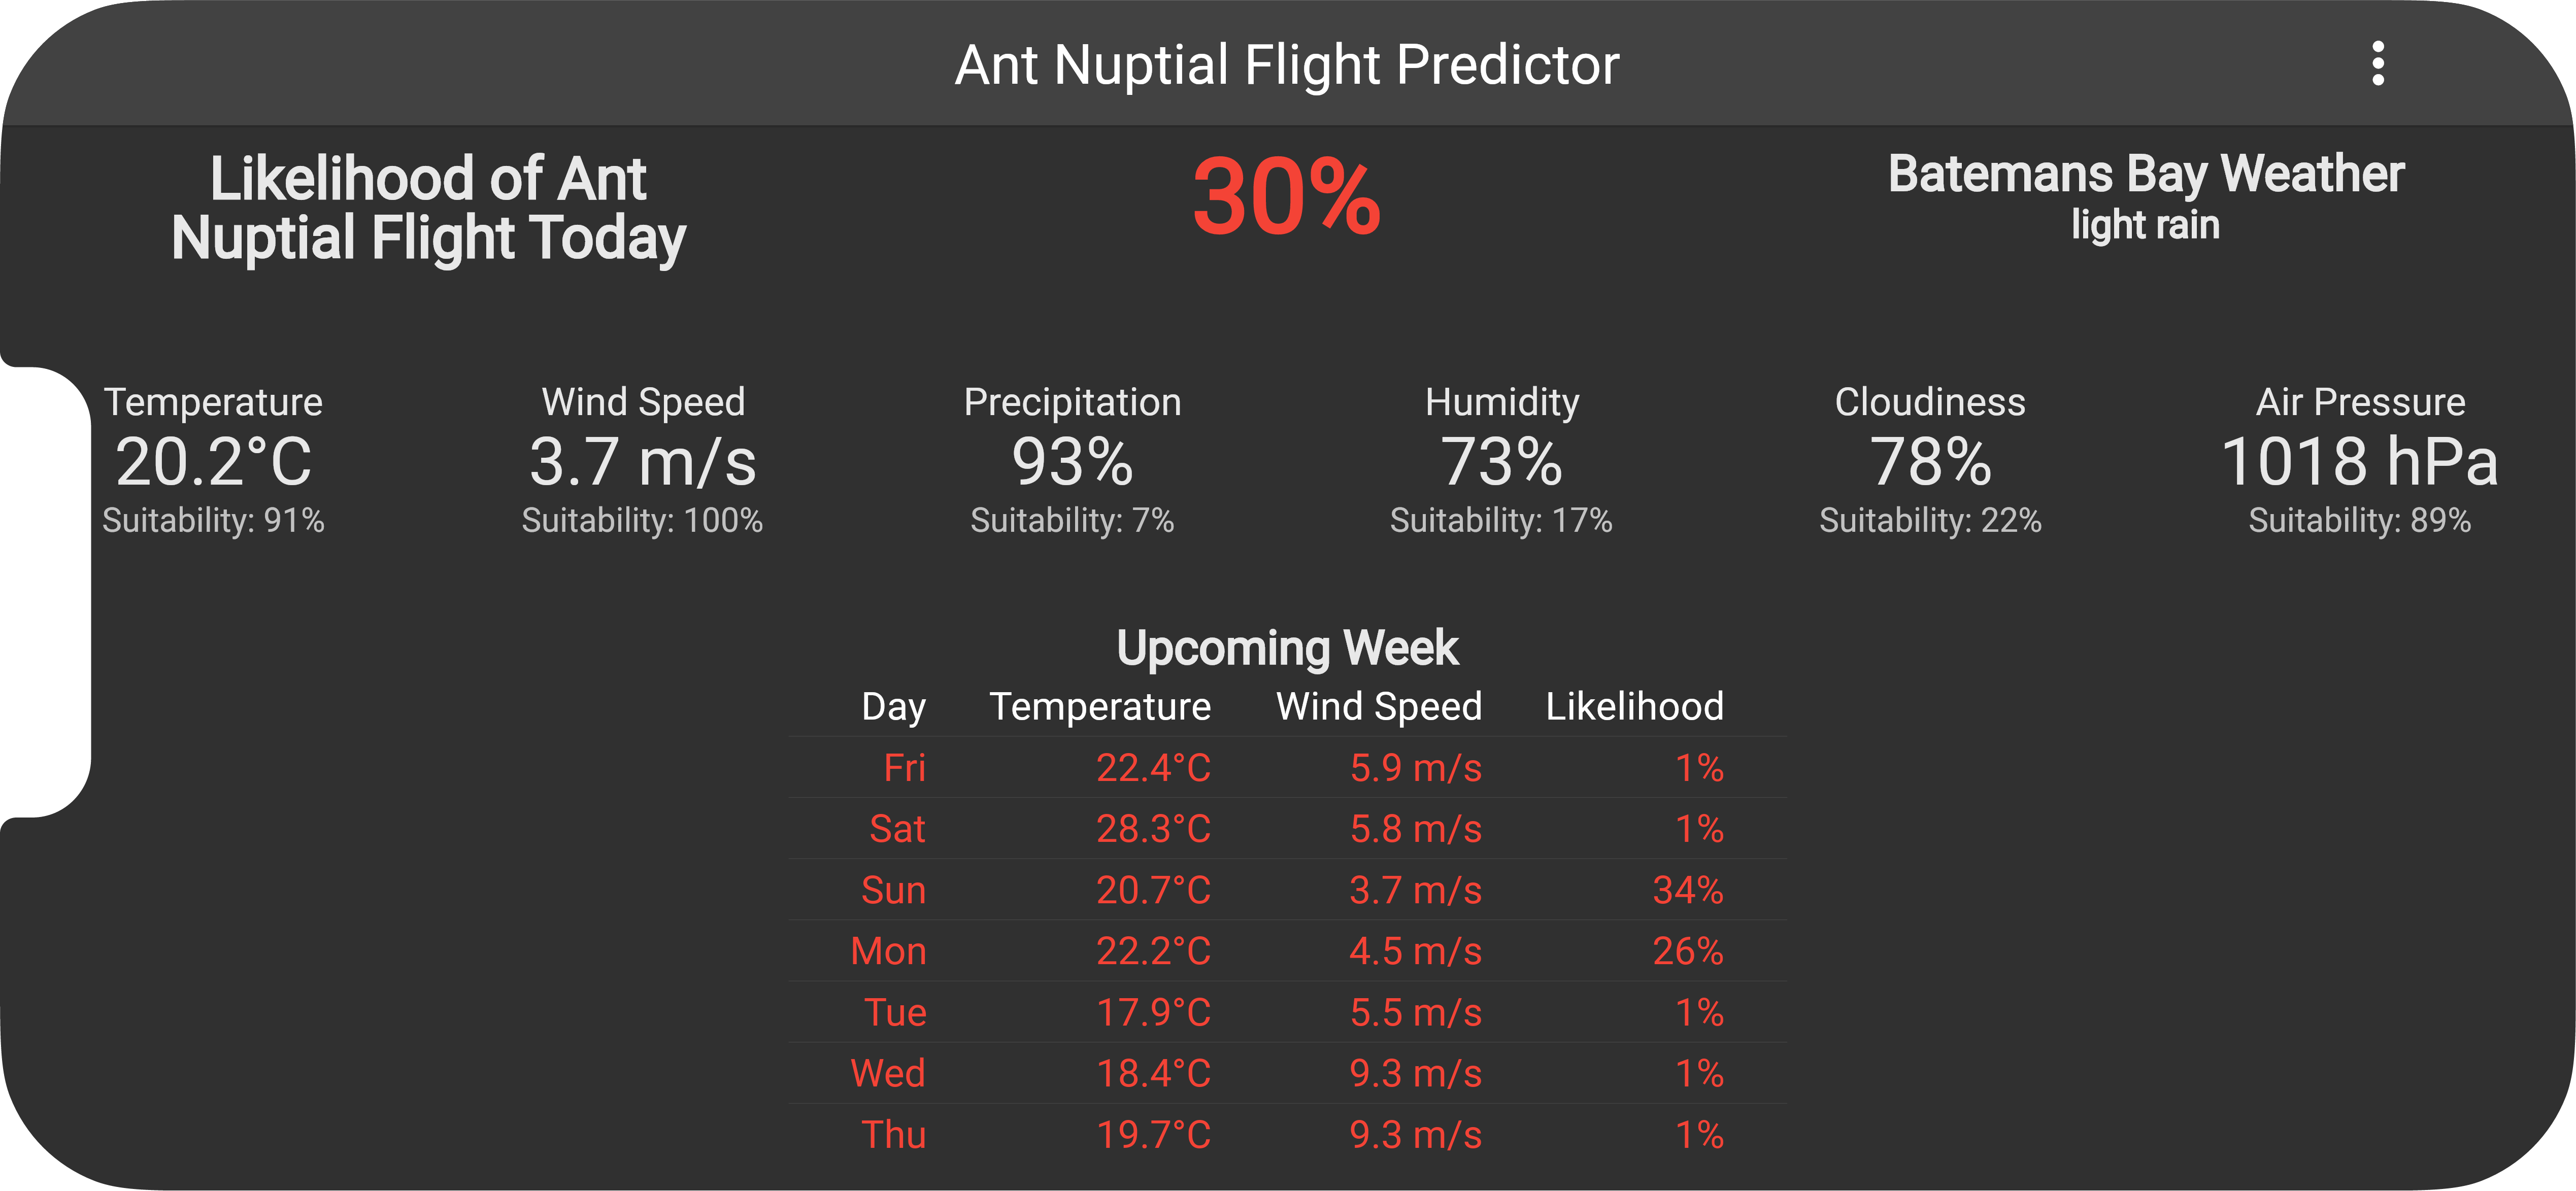 Ant Nuptial Flight Predictor
Likelihood of Ant
Nuptial Flight Today
30%
Batemans Bay Weather
light rain
Temperature
20.2°C
Suitability: 91%
Wind Speed
3.7 m/s
Suitability: 100%
Precipitation
93%
Suitability: 7%
Humidity
73%
Suitability: 17%
Cloudiness
78%
Suitability: 22%
Air Pressure
1018 hPa
Suitability: 89%
Upcoming Week
Day Temperature Wind Speed Likelihood
Fri 22.4°C 5.9 m/s 1%
Sat 28.3°C 5.8 m/s 1%
Sun 20.7°C 3.7 m/s 34%
Mon 22.2°C 4.5 m/s 26%
Tue 17.9°C 5.5 m/s 1%
Wed 18.4°C 9.3 m/s 1%
Thu 19.7°C 9.3 m/s 1%